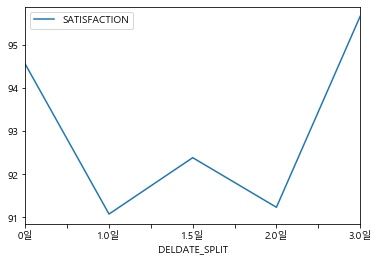 SATISFACTION
95
94
93
92
91
0일
1.0일
1.5일
2.0일
3.0일
DELDATE_SPLIT